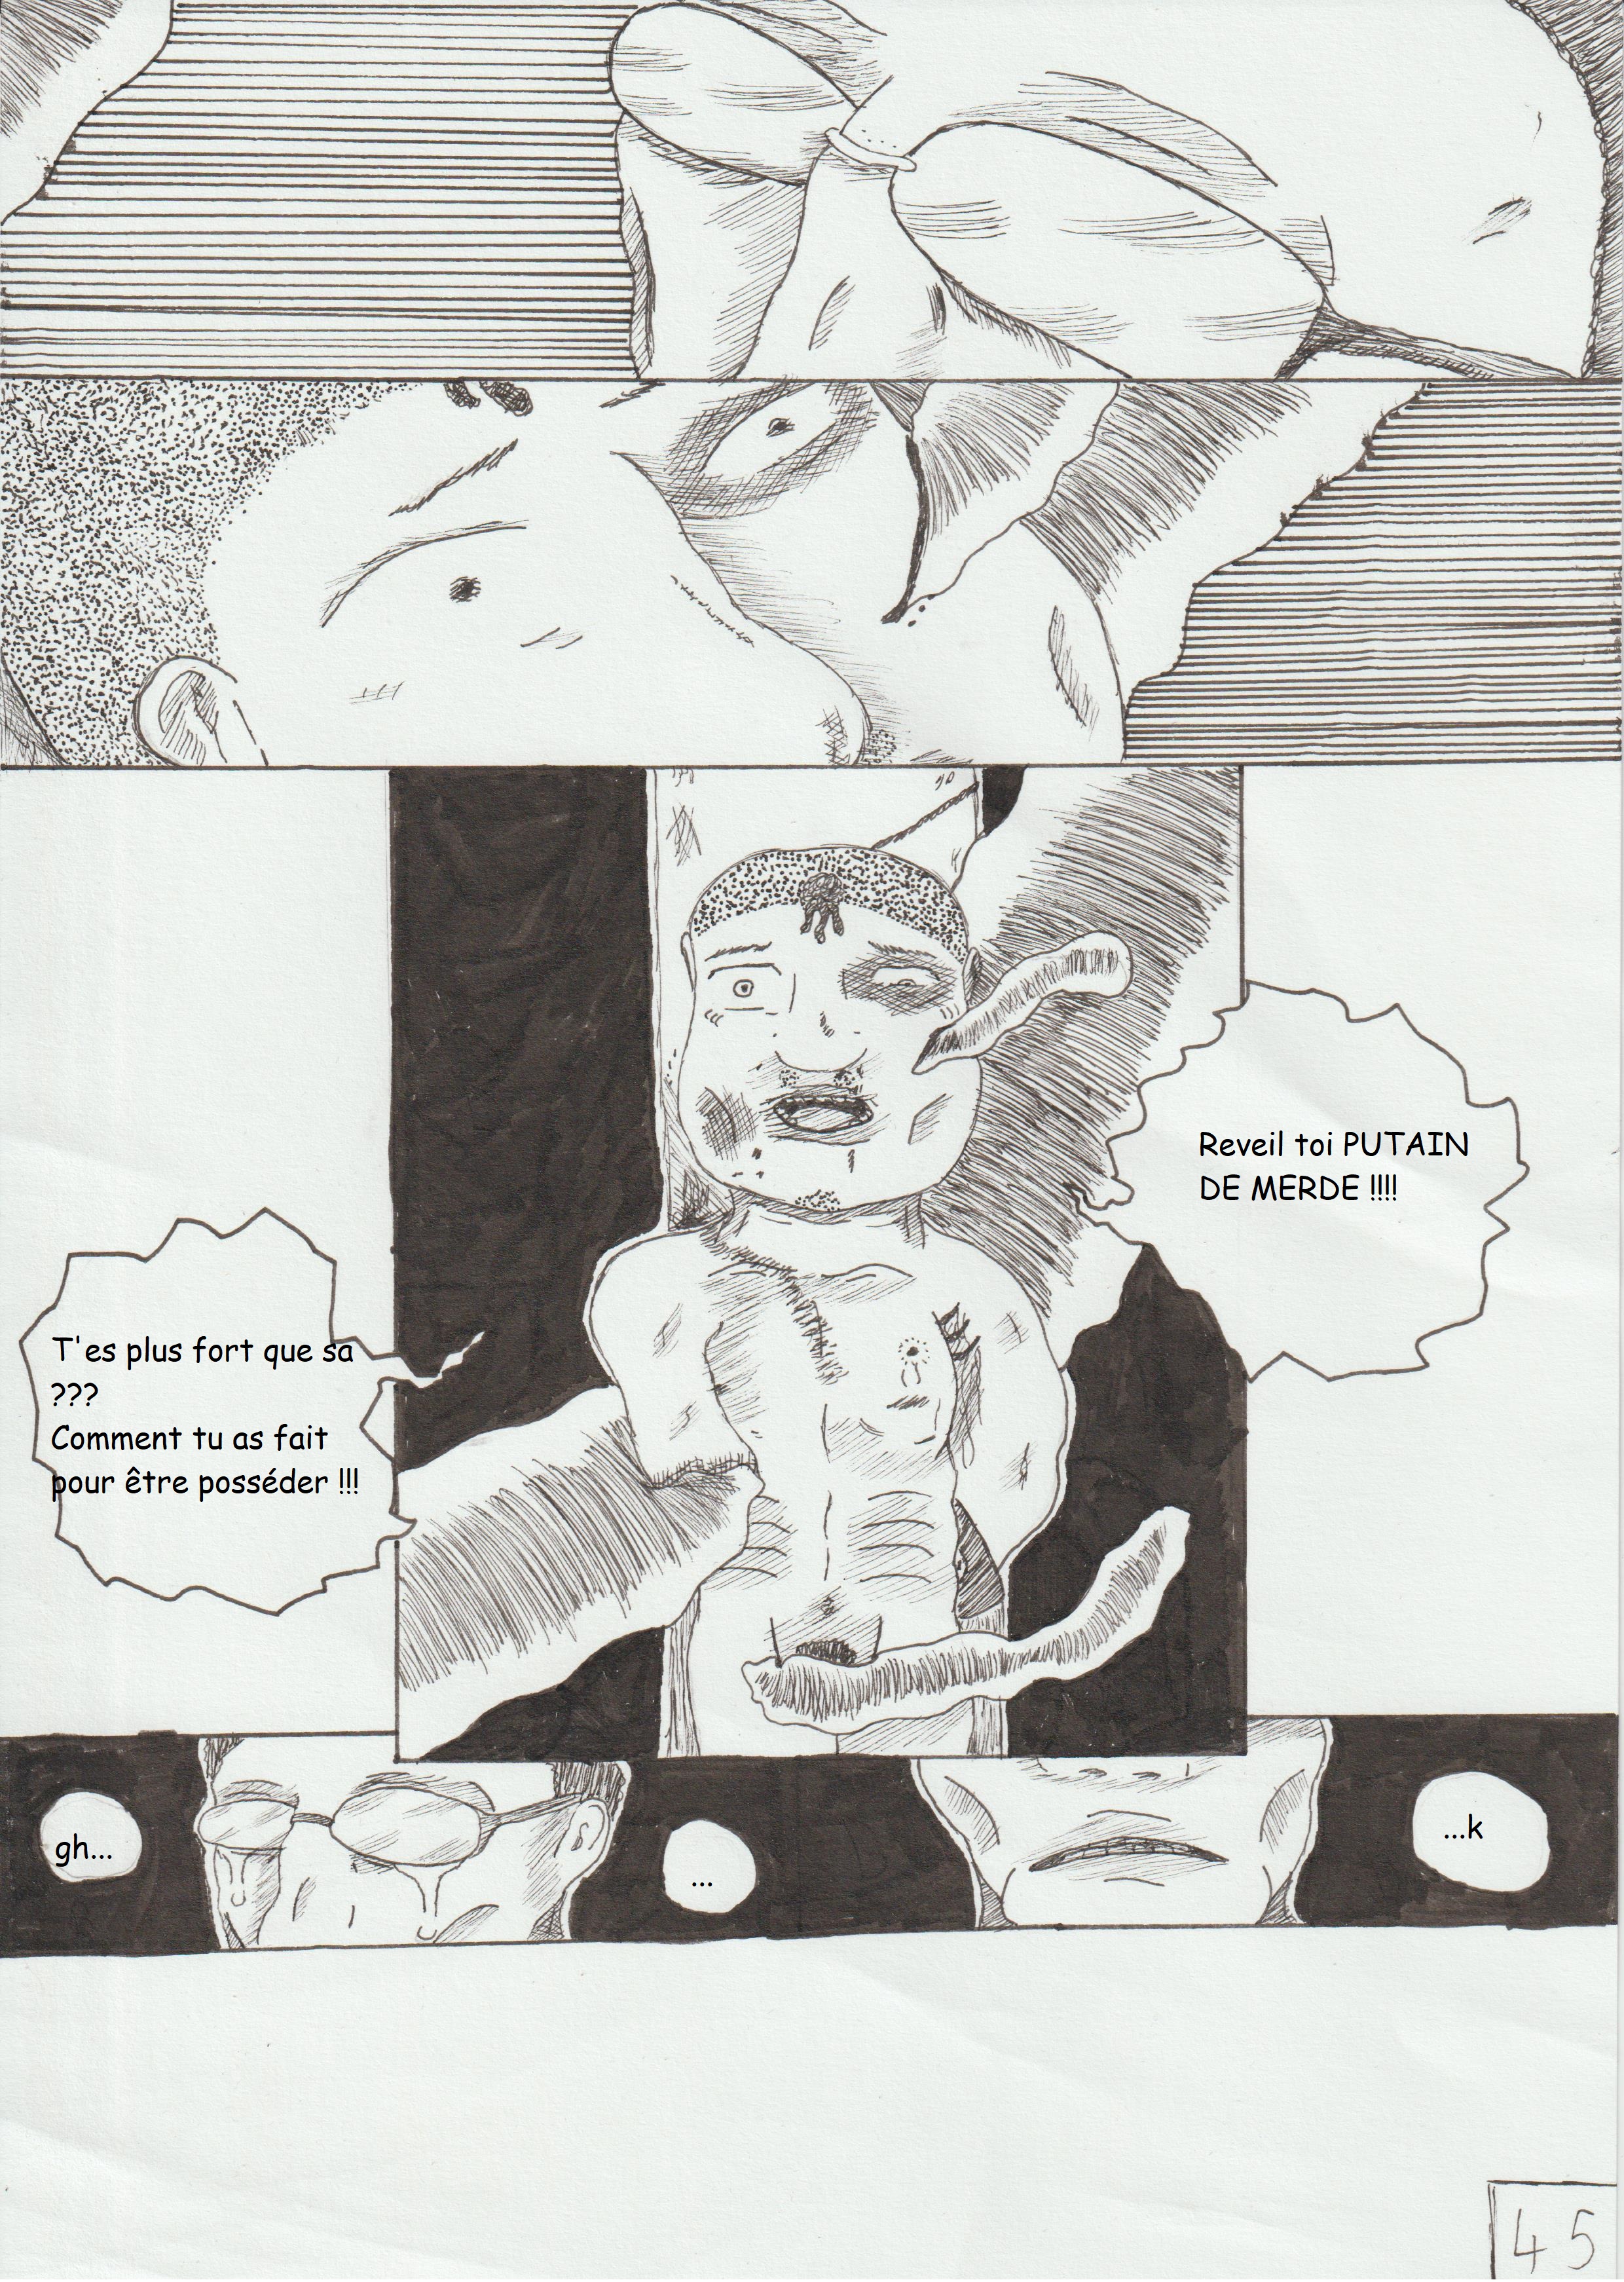 Reveil toi PUTAIN
DE MERDE !!!!
T'es plus fort que sa
???
Comment tu as fait
pour être posséder !!!
gh...
...
...k
45